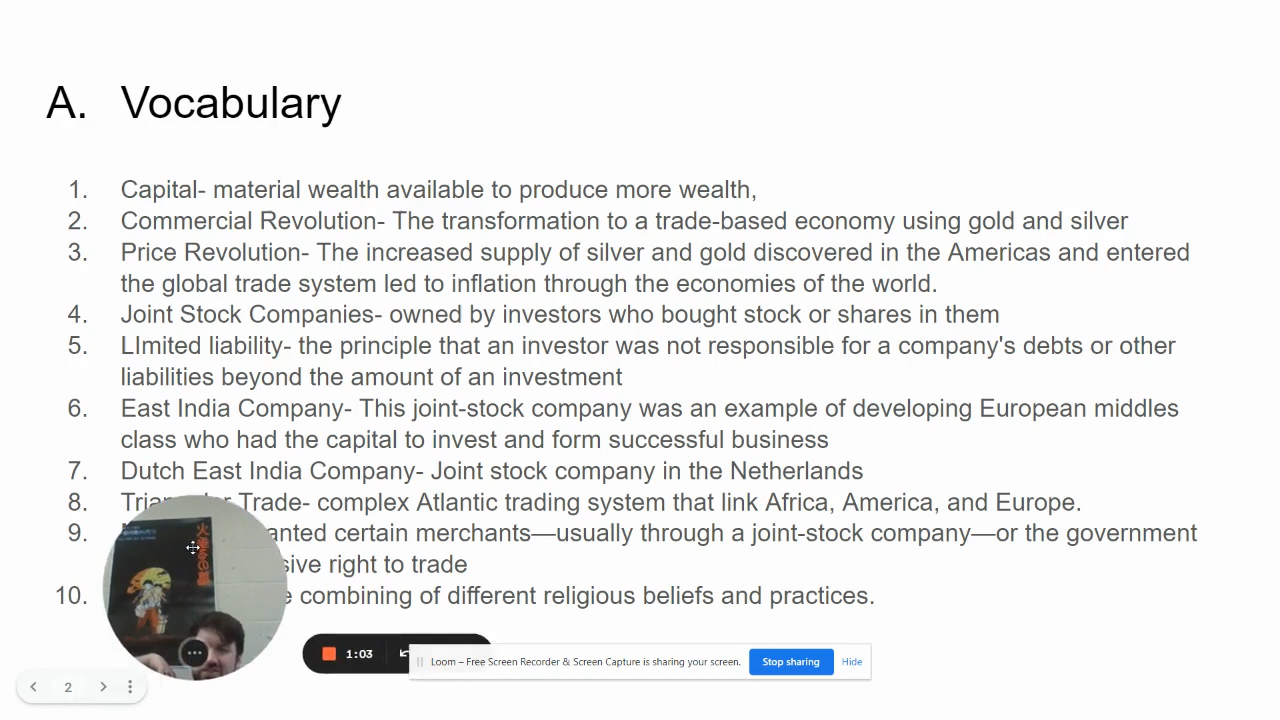 A. Vocabulary
1. Capital- material wealth available to produce more wealth,
2. Commercial Revolution- The transformation to a trade-based economy using gold and silver
3. Price Revolution- The increased supply of silver and gold discovered in the Americas and entered
the global trade system led to inflation through the economies of the world.
4. Joint Stock Companies- owned by investors who bought stock or shares in them
5. LImited liability- the principle that an investor was not responsible for a company's debts or other
liabilities beyond the amount of an investment
6. East India Company- This joint-stock company was an example of developing European middles
class who had the capital to invest and form successful business
7. Dutch East India Company- Joint stock company in the Netherlands
8. Trade- complex Atlantic trading system that link Africa, America, and Europe.
9. certain merchants—usually through a joint-stock company—or the government
right to trade
10. combining of different religious beliefs and practices.
1:03
Loom – Free Screen Recorder & Screen Capture is sharing your screen. Stop sharing Hide
2